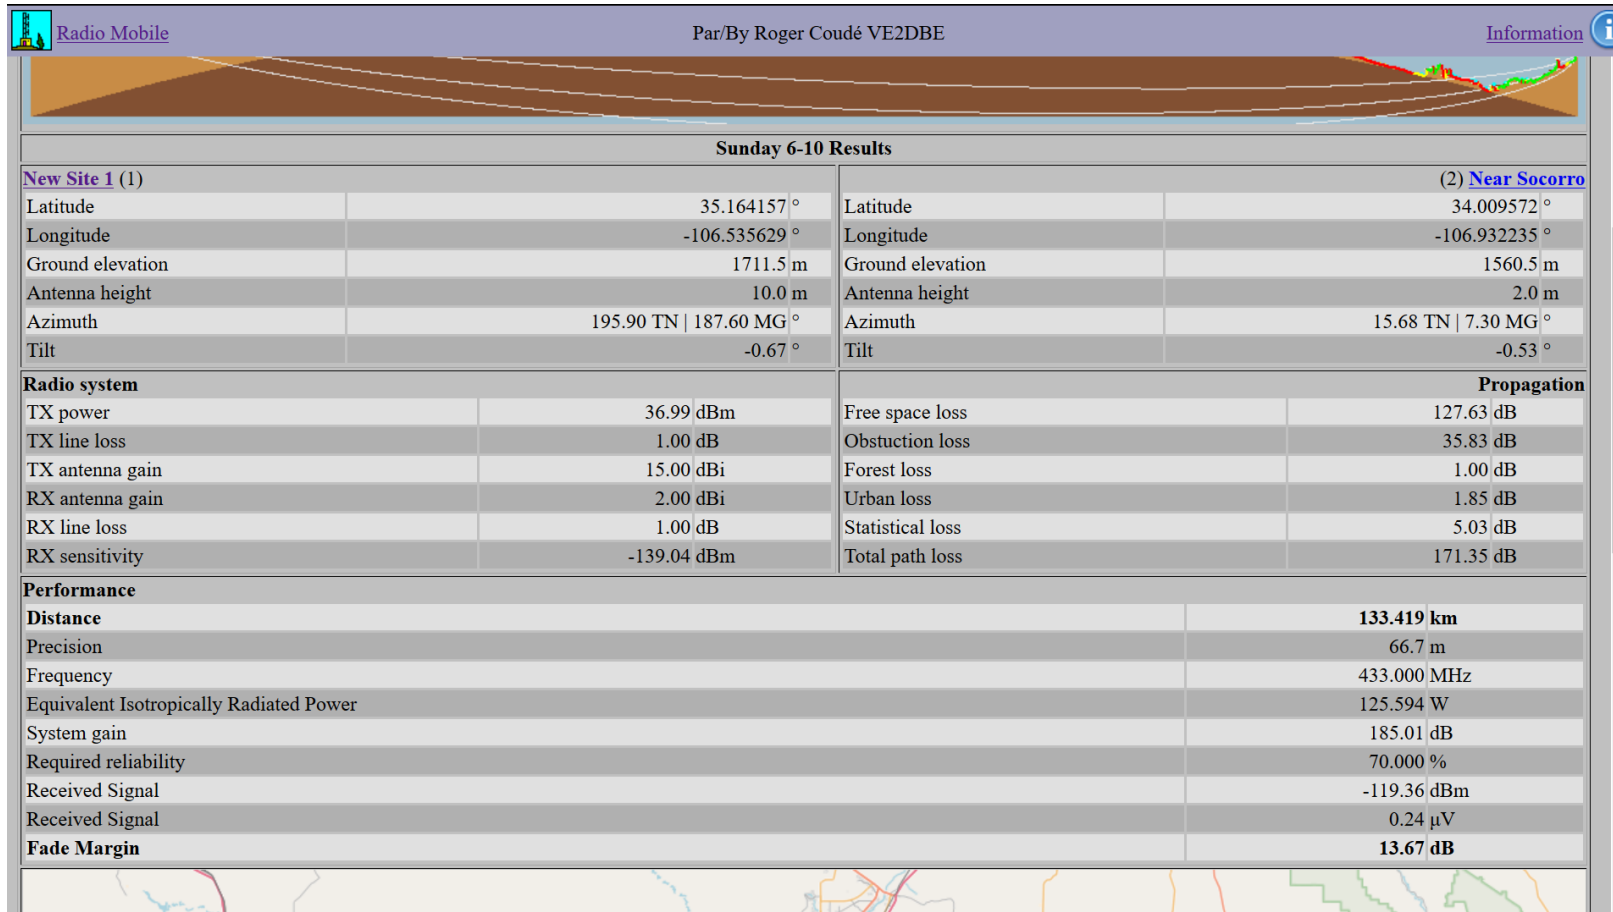 Radio Mobile Par/By Roger Coudé VE2DBE Information
Sunday 6-10 Results
New Site 1 (1) (2) Near Socorro
Latitude 35.164157 ° Latitude 34.009572 °
Longitude -106.535629 ° Longitude -106.932235 °
Ground elevation 1711.5 m Ground elevation 1560.5 m
Antenna height 10.0 m Antenna height 2.0 m
Azimuth 195.90 TN | 187.60 MG ° Azimuth 15.68 TN | 7.30 MG °
Tilt -0.67 ° Tilt -0.53 °
Radio system Propagation
TX power 36.99 dBm Free space loss 127.63 dB
TX line loss 1.00 dB Obstuction loss 35.83 dB
TX antenna gain 15.00 dBi Forest loss 1.00 dB
RX antenna gain 2.00 dBi Urban loss 1.85 dB
RX line loss 1.00 dB Statistical loss 5.03 dB
RX sensitivity -139.04 dBm Total path loss 171.35 dB
Performance
Distance 133.419 km
Precision 66.7 m
Frequency 433.000 MHz
Equivalent Isotropically Radiated Power 125.594 W
System gain 185.01 dB
Required reliability 70.000 %
Received Signal -119.36 dBm
Received Signal 0.24 µV
Fade Margin 13.67 dB